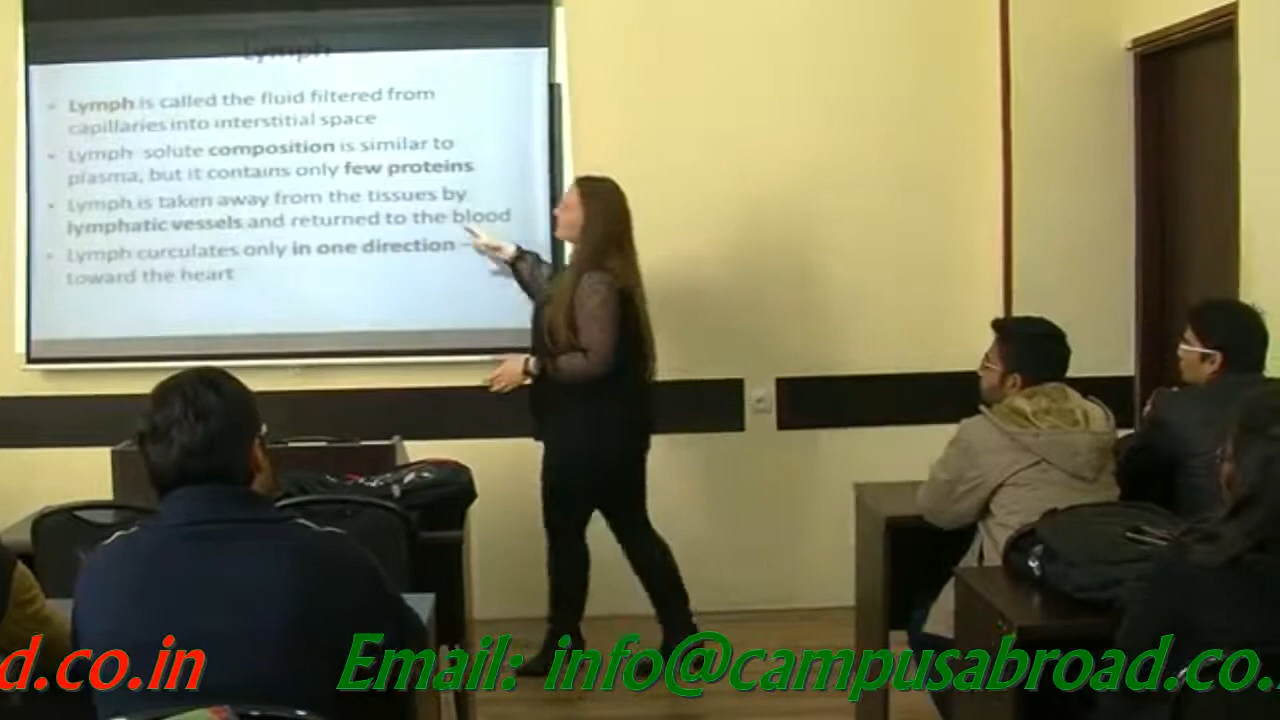 Lymph
Lymph is called the fluid filtered from
capillaries into interstitial space
Lymph solute composition is similar to
plasma, but it contains only few proteins
Lymph is taken away from the tissues by
lymphatic vessels and returned to the blood
Lymph curculates only in one direction –
toward the heart
d.co.in Email: info@campusabroad.co.